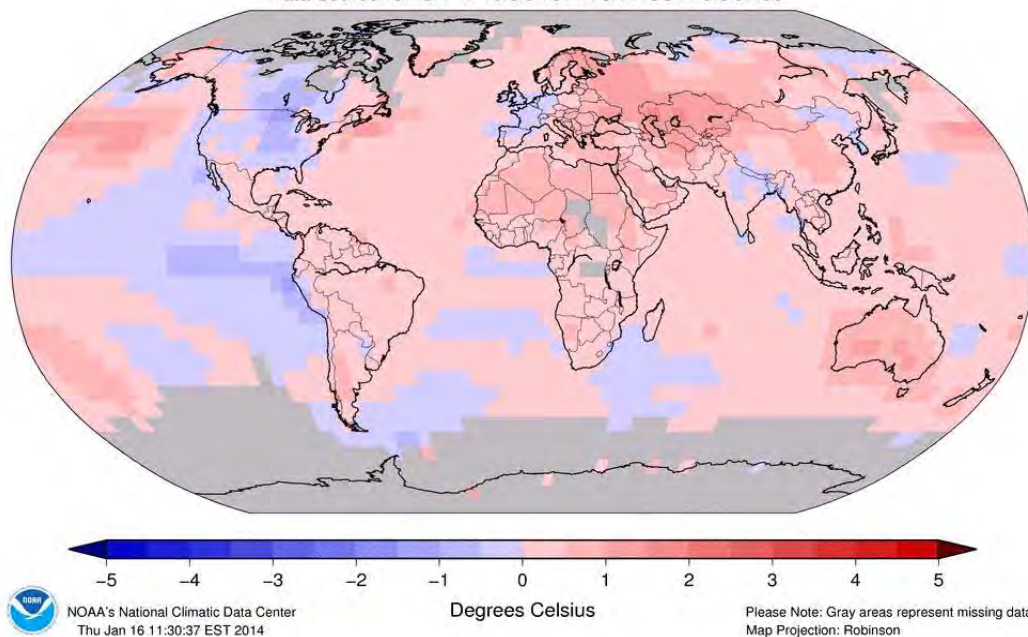 −5 −4 −3 −2 −1 0 1 2 3 4 5
Degrees Celsius
NOAA
NOAA's National Climatic Data Center
Thu Jan 16 11:30:37 EST 2014
Please Note: Gray areas represent missing data
Map Projection: Robinson